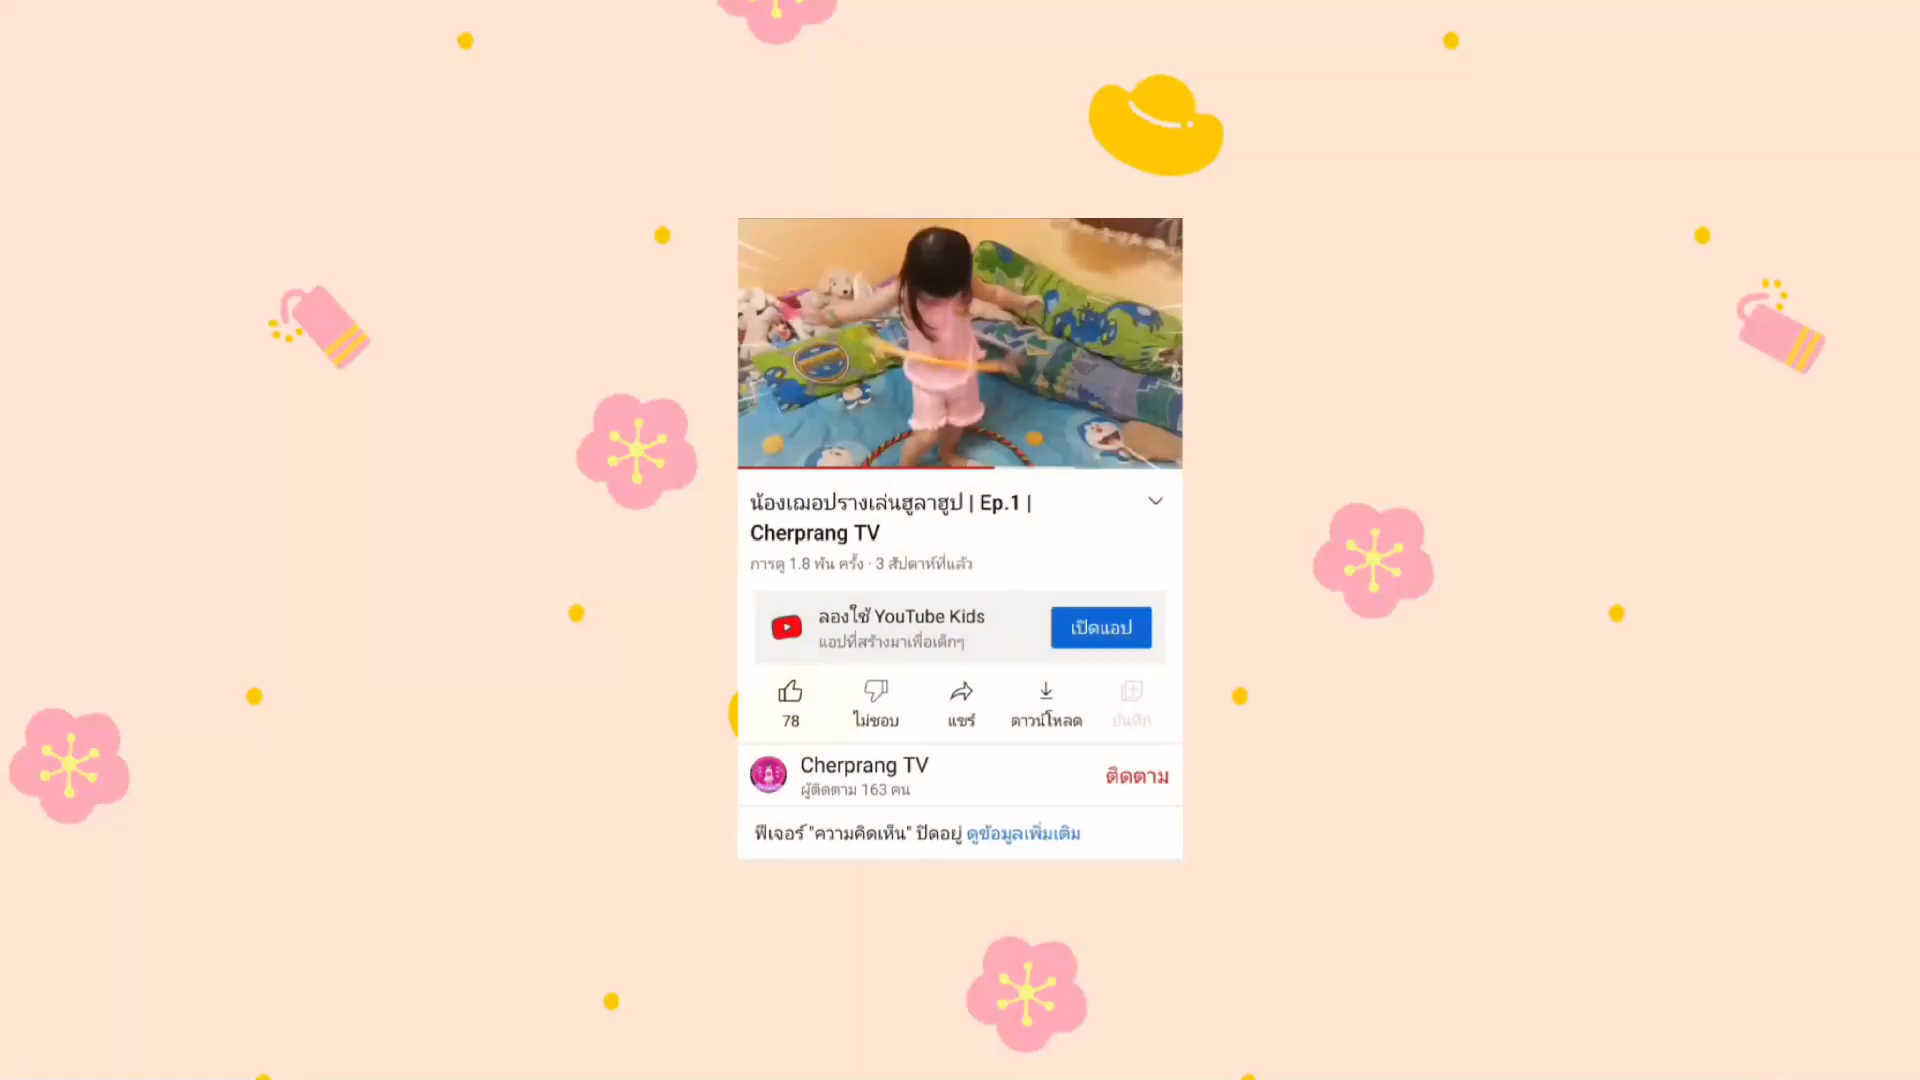 น้องเฌอปรางเล่นฮูลาฮูป | Ep.1 |
Cherprang TV
การดู 1.8 พัน ครั้ง · 3 สัปดาห์ที่แล้ว
ลองใช้ YouTube Kids
แอปที่สร้างมาเพื่อเด็กๆ
เปิดแอป
78 ไม่ชอบ แชร์ ดาวน์โหลด บันทึก
Cherprang TV
ผู้ติดตาม 163 คน
ติดตาม
ฟีเจอร์ "ความคิดเห็น" ปิดอยู่ ดูข้อมูลเพิ่มเติม